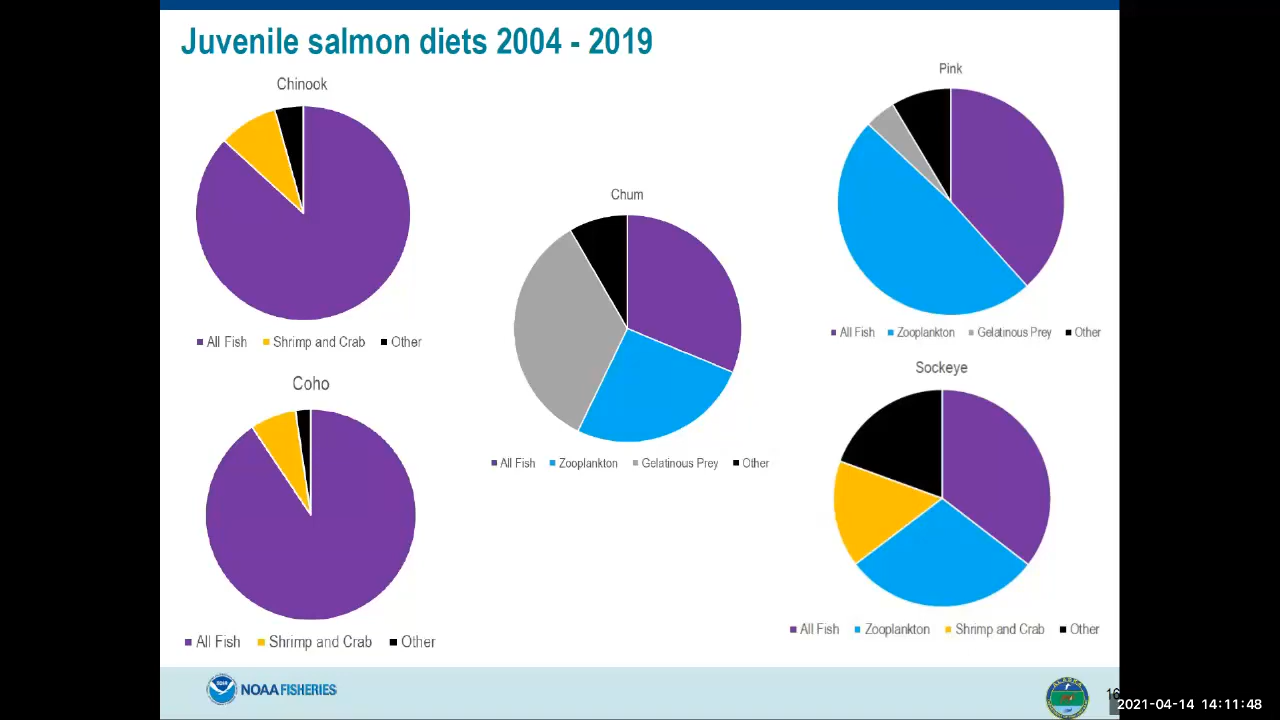 Juvenile salmon diets 2004 - 2019
Chinook
All Fish Shrimp and Crab Other
Coho
All Fish Shrimp and Crab Other
Chum
All Fish Zooplankton Gelatinous Prey Other
Pink
All Fish Zooplankton Gelatinous Prey Other
Sockeye
All Fish Zooplankton Shrimp and Crab Other
NOAA FISHERIES
16
2021-04-14 14:11:48